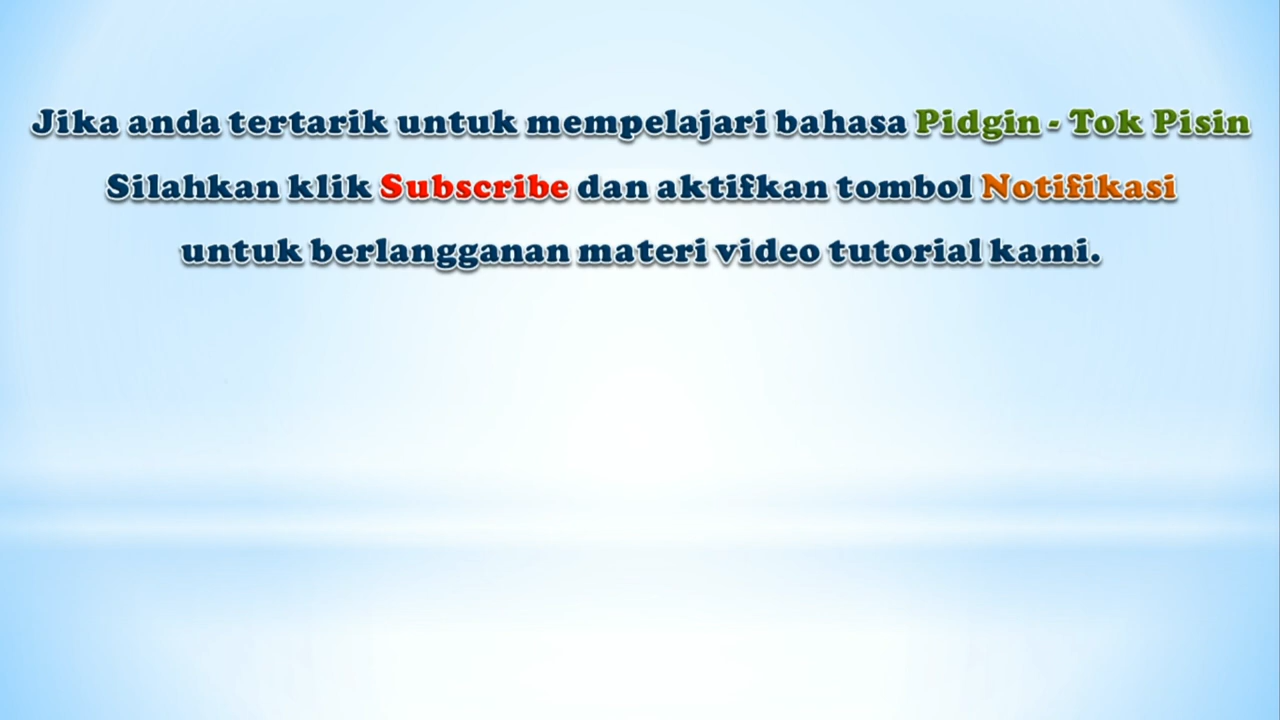 Jika anda tertarik untuk mempelajari bahasa Pidgin - Tok Pisin
Silahkan klik Subscribe dan aktifkan tombol Notifikasi
untuk berlangganan materi video tutorial kami.